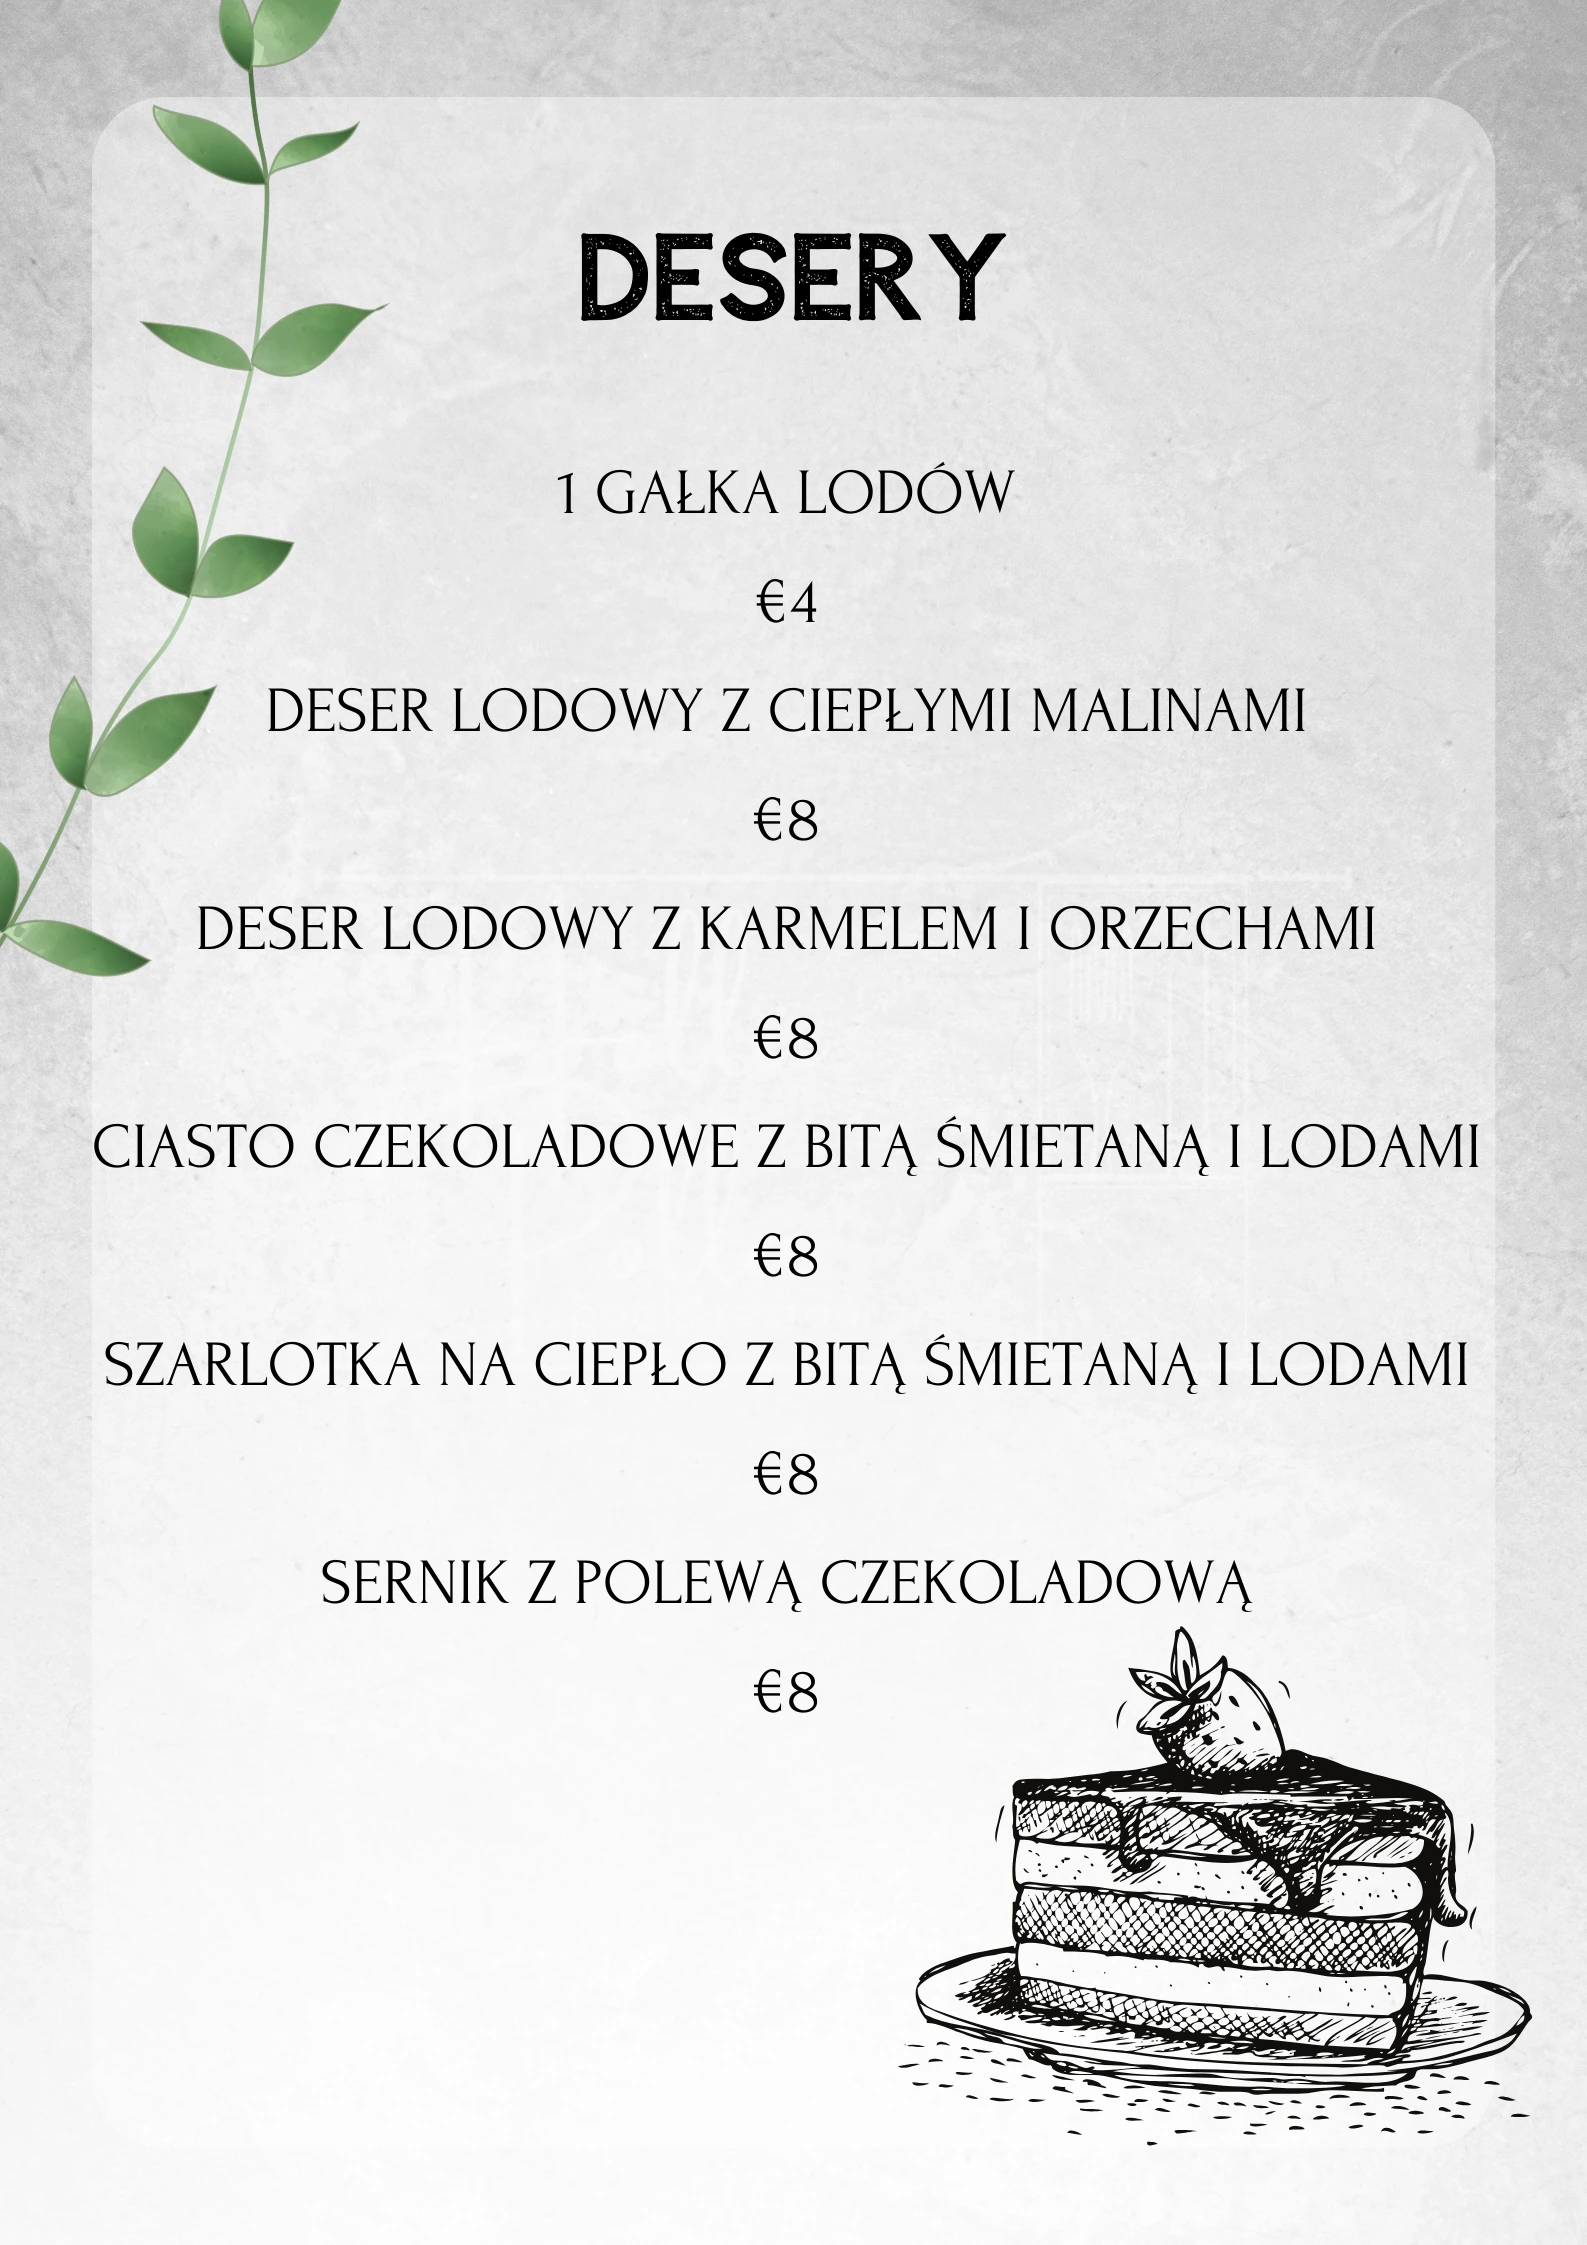 DESERY
1 GAŁKA LODÓW
€4
DESER LODOWY Z CIEPŁYMI MALINAMI
€8
DESER LODOWY Z KARMELEM I ORZECHAMI
€8
CIASTO CZEKOLADOWE Z BITĄ ŚMIETANĄ I LODAMI
€8
SZARLOTKA NA CIEPŁO Z BITĄ ŚMIETANĄ I LODAMI
€8
SERNIK Z POLEWĄ CZEKOLADOWĄ
€8